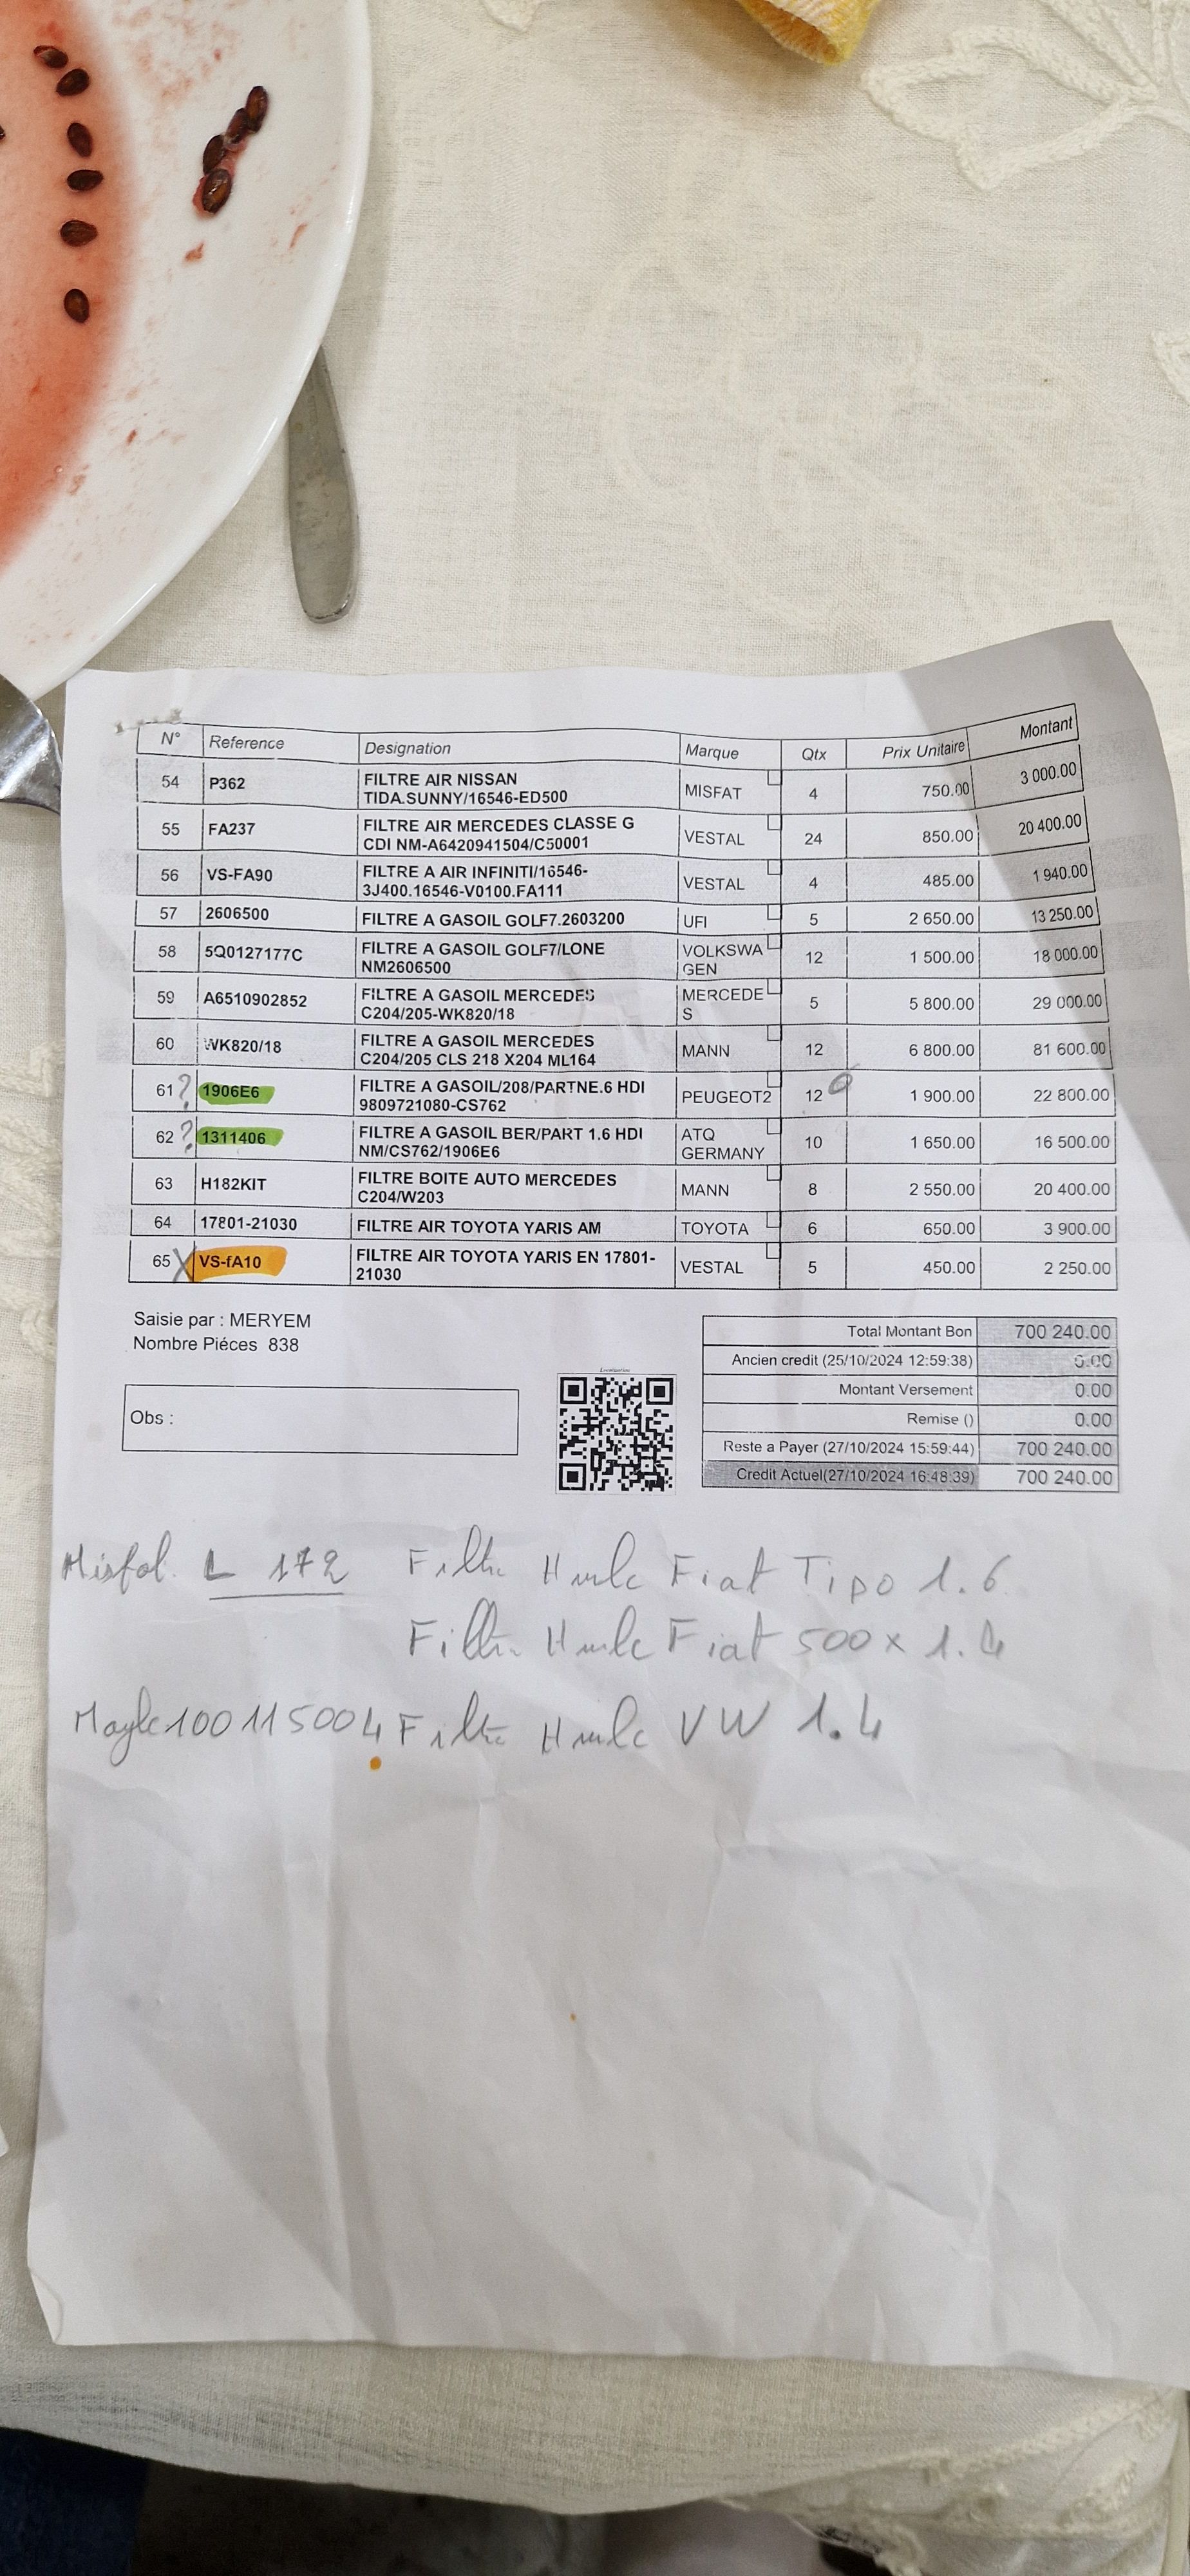 N° Reference Designation Marque Qtx Prix Unitaire Montant
54 P362 FILTRE AIR NISSAN TIDA.SUNNY/16546-ED500 MISFAT 4 750.00 3 000.00
55 FA237 FILTRE AIR MERCEDES CLASSE G CDI NM-A6420941504/C50001 VESTAL 24 850.00 20 400.00
56 VS-FA90 FILTRE A AIR INFINITI/16546-3J400.16546-V0100.FA111 VESTAL 4 485.00 1 940.00
57 2606500 FILTRE A GASOIL GOLF7.2603200 UFI 5 2 650.00 13 250.00
58 5Q0127177C FILTRE A GASOIL GOLF7/LONE NM2606500 VOLKSWAGEN 12 1 500.00 18 000.00
59 A6510902852 FILTRE A GASOIL MERCEDES C204/205-WK820/18 MERCEDES 5 5 800.00 29 000.00
60 WK820/18 FILTRE A GASOIL MERCEDES C204/205 CLS 218 X204 ML164 MANN 12 6 800.00 81 600.00
61 ? 1906E6 FILTRE A GASOIL/208/PARTNE.6 HDI 9809721080-CS762 PEUGEOT2 12 1 900.00 22 800.00
62 ? 1311406 FILTRE A GASOIL BER/PART 1.6 HDI NM/CS762/1906E6 ATQ GERMANY 10 1 650.00 16 500.00
63 H182KIT FILTRE BOITE AUTO MERCEDES C204/W203 MANN 8 2 550.00 20 400.00
64 17801-21030 FILTRE AIR TOYOTA YARIS AM TOYOTA 6 650.00 3 900.00
65 X VS-fA10 FILTRE AIR TOYOTA YARIS EN 17801-21030 VESTAL 5 450.00 2 250.00
Saisie par : MERYEM
Nombre Piéces 838
Obs :
Total Montant Bon 700 240.00
Ancien credit (25/10/2024 12:59:38) 0.00
Montant Versement 0.00
Remise () 0.00
Reste a Payer (27/10/2024 15:59:44) 700 240.00
Credit Actuel(27/10/2024 16:48:39) 700 240.00
L 172 Filtre Huile Fiat Tipo 1.6
Filtre Huile Fiat 500x 1.4
100115004 Filtre Huile VW 1.4